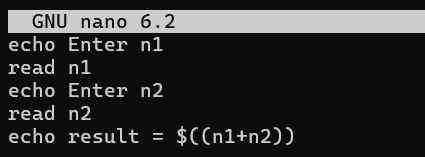 GNU nano 6.2
echo Enter n1
read n1
echo Enter n2
read n2
echo result = $((n1+n2))